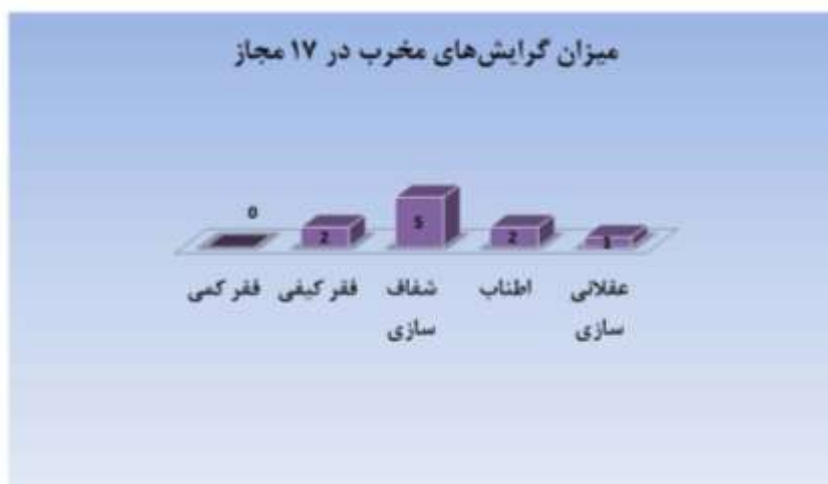 میزان گرایش‌های مخرب در ۱۷ مجاز
0
2
5
2
1
فقر کمی
فقر کیفی
شفاف
سازی
اطناب
عقلانی
سازی